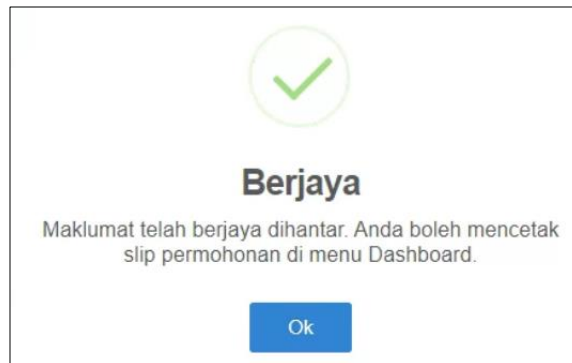 Berjaya
Maklumat telah berjaya dihantar. Anda boleh mencetak
slip permohonan di menu Dashboard.
Ok